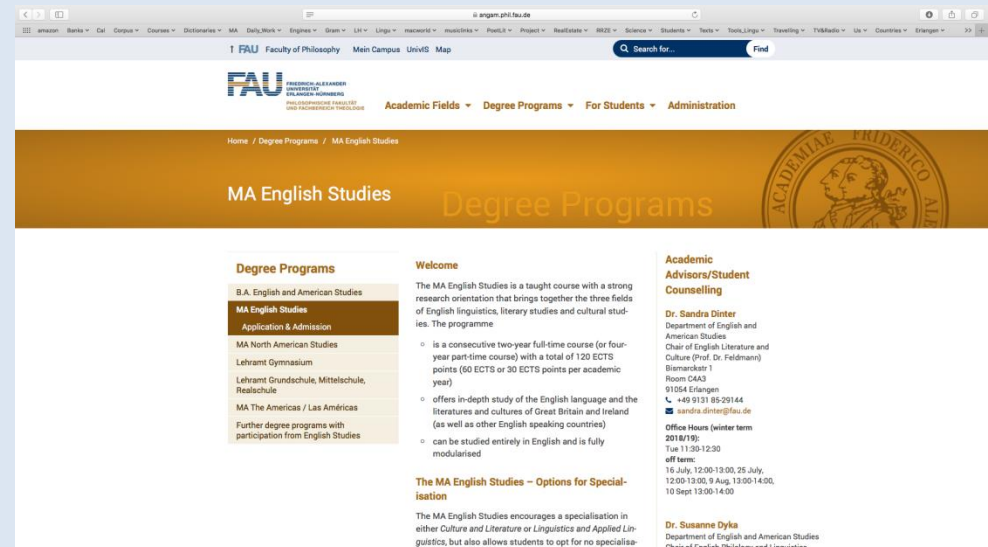 angam.phil.fau.de
amazon Banks Cal Corpus Courses Dictionaries MA Daily_Work Engines Gram LH Lingu macworld musiclinks PoetLit Project RealEstate RRZE Science Students Texts Tools_Lingu Travelling TV&Radio Us Countries Erlangen
FAU Faculty of Philosophy Mein Campus UnivIS Map
Search for... Find
FAU
FRIEDRICH-ALEXANDER
UNIVERSITÄT
ERLANGEN-NÜRNBERG
PHILOSOPHISCHE FAKULTÄT
UND FACHBEREICH THEOLOGIE
Academic Fields Degree Programs For Students Administration
Home / Degree Programs / MA English Studies
MA English Studies
Degree Programs
ACADEMIAE FRIDERIC ALE
Degree Programs
B.A. English and American Studies
MA English Studies
Application & Admission
MA North American Studies
Lehramt Gymnasium
Lehramt Grundschule, Mittelschule,
Realschule
MA The Americas / Las Américas
Further degree programs with
participation from English Studies
Welcome
The MA English Studies is a taught course with a strong
research orientation that brings together the three fields
of English linguistics, literary studies and cultural stud-
ies. The programme
is a consecutive two-year full-time course (or four-
year part-time course) with a total of 120 ECTS
points (60 ECTS or 30 ECTS points per academic
year)
offers in-depth study of the English language and the
literatures and cultures of Great Britain and Ireland
(as well as other English speaking countries)
can be studied entirely in English and is fully
modularised
The MA English Studies – Options for Special-
isation
The MA English Studies encourages a specialisation in
either Culture and Literature or Linguistics and Applied Lin-
guistics, but also allows students to opt for no specialisa-
Academic
Advisors/Student
Counselling
Dr. Sandra Dinter
Department of English and
American Studies
Chair of English Literature and
Culture (Prof. Dr. Feldmann)
Bismarckstr 1
Room C4A3
91054 Erlangen
+49 9131 85-29144
sandra.dinter@fau.de
Office Hours (winter term
2018/19):
Tue 11:30-12:30
off term:
16 July, 12:00-13:00, 25 July,
12:00-13:00, 9 Aug, 13:00-14:00,
10 Sept 13:00-14:00
Dr. Susanne Dyka
Department of English and American Studies
Chair of English Philology and Linguistics